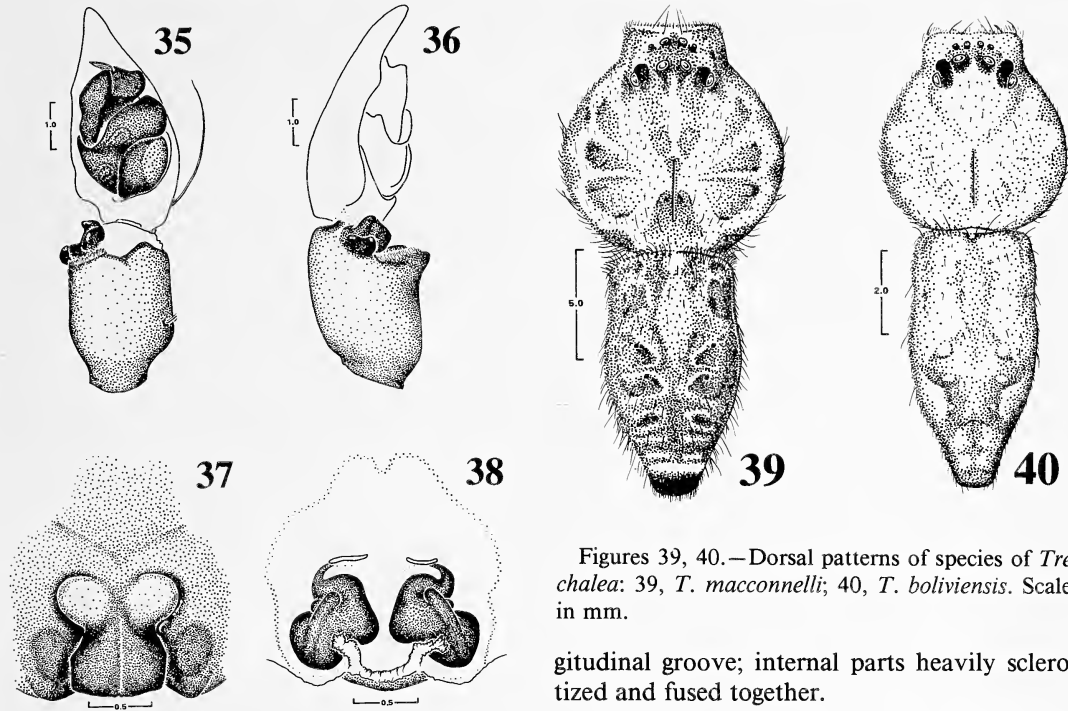 35
36
1.0
1.0
37
38
0.5
0.5
5.0
2.0
39
40
Figures 39, 40.—Dorsal patterns of species of Tre
chalea: 39, T. macconnelli; 40, T. boliviensis. Scale
in mm.
gitudinal groove; internal parts heavily sclero
tized and fused together.